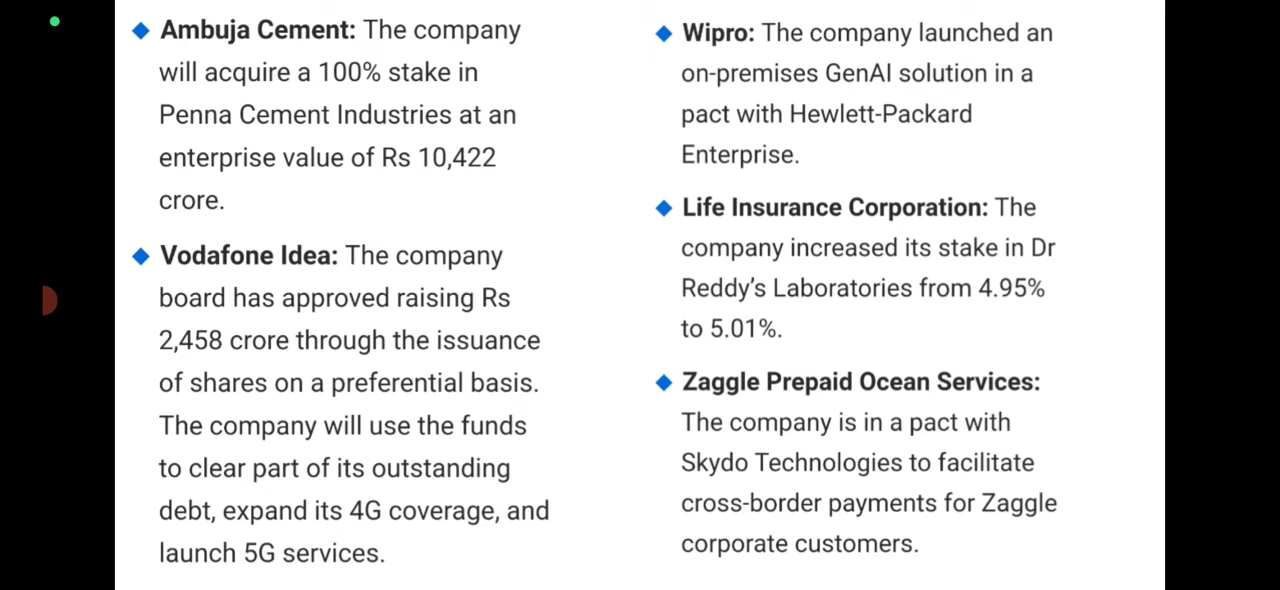 Ambuja Cement: The company
will acquire a 100% stake in
Penna Cement Industries at an
enterprise value of Rs 10,422
crore.
Vodafone Idea: The company
board has approved raising Rs
2,458 crore through the issuance
of shares on a preferential basis.
The company will use the funds
to clear part of its outstanding
debt, expand its 4G coverage, and
launch 5G services.
Wipro: The company launched an
on-premises GenAI solution in a
pact with Hewlett-Packard
Enterprise.
Life Insurance Corporation: The
company increased its stake in Dr
Reddy’s Laboratories from 4.95%
to 5.01%.
Zaggle Prepaid Ocean Services:
The company is in a pact with
Skydo Technologies to facilitate
cross-border payments for Zaggle
corporate customers.